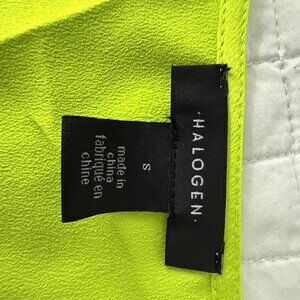 ·HALOGEN·
S
made in
china
fabriqué en
chine